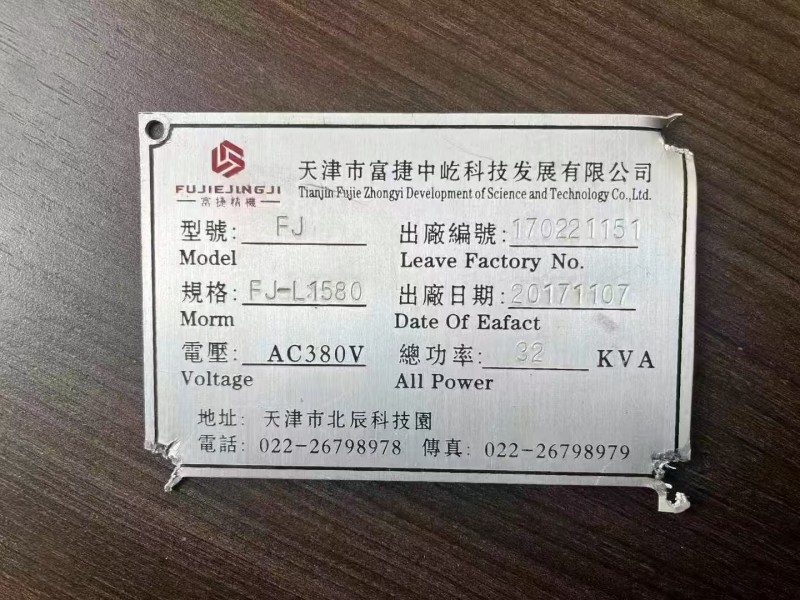 FUJIEJINGJI
富捷精機
天津市富捷中屹科技发展有限公司
Tianjin Fujie Zhongyi Development of Science and Technology Co.,Ltd.
型號: FJ 出廠編號: 170221151
Model Leave Factory No.
規格: FJ-L1580 出廠日期: 20171107
Morm Date Of Eafact
電壓: AC380V 總功率: 32 KVA
Voltage All Power
地址: 天津市北辰科技園
電話: 022-26798978 傳真: 022-26798979